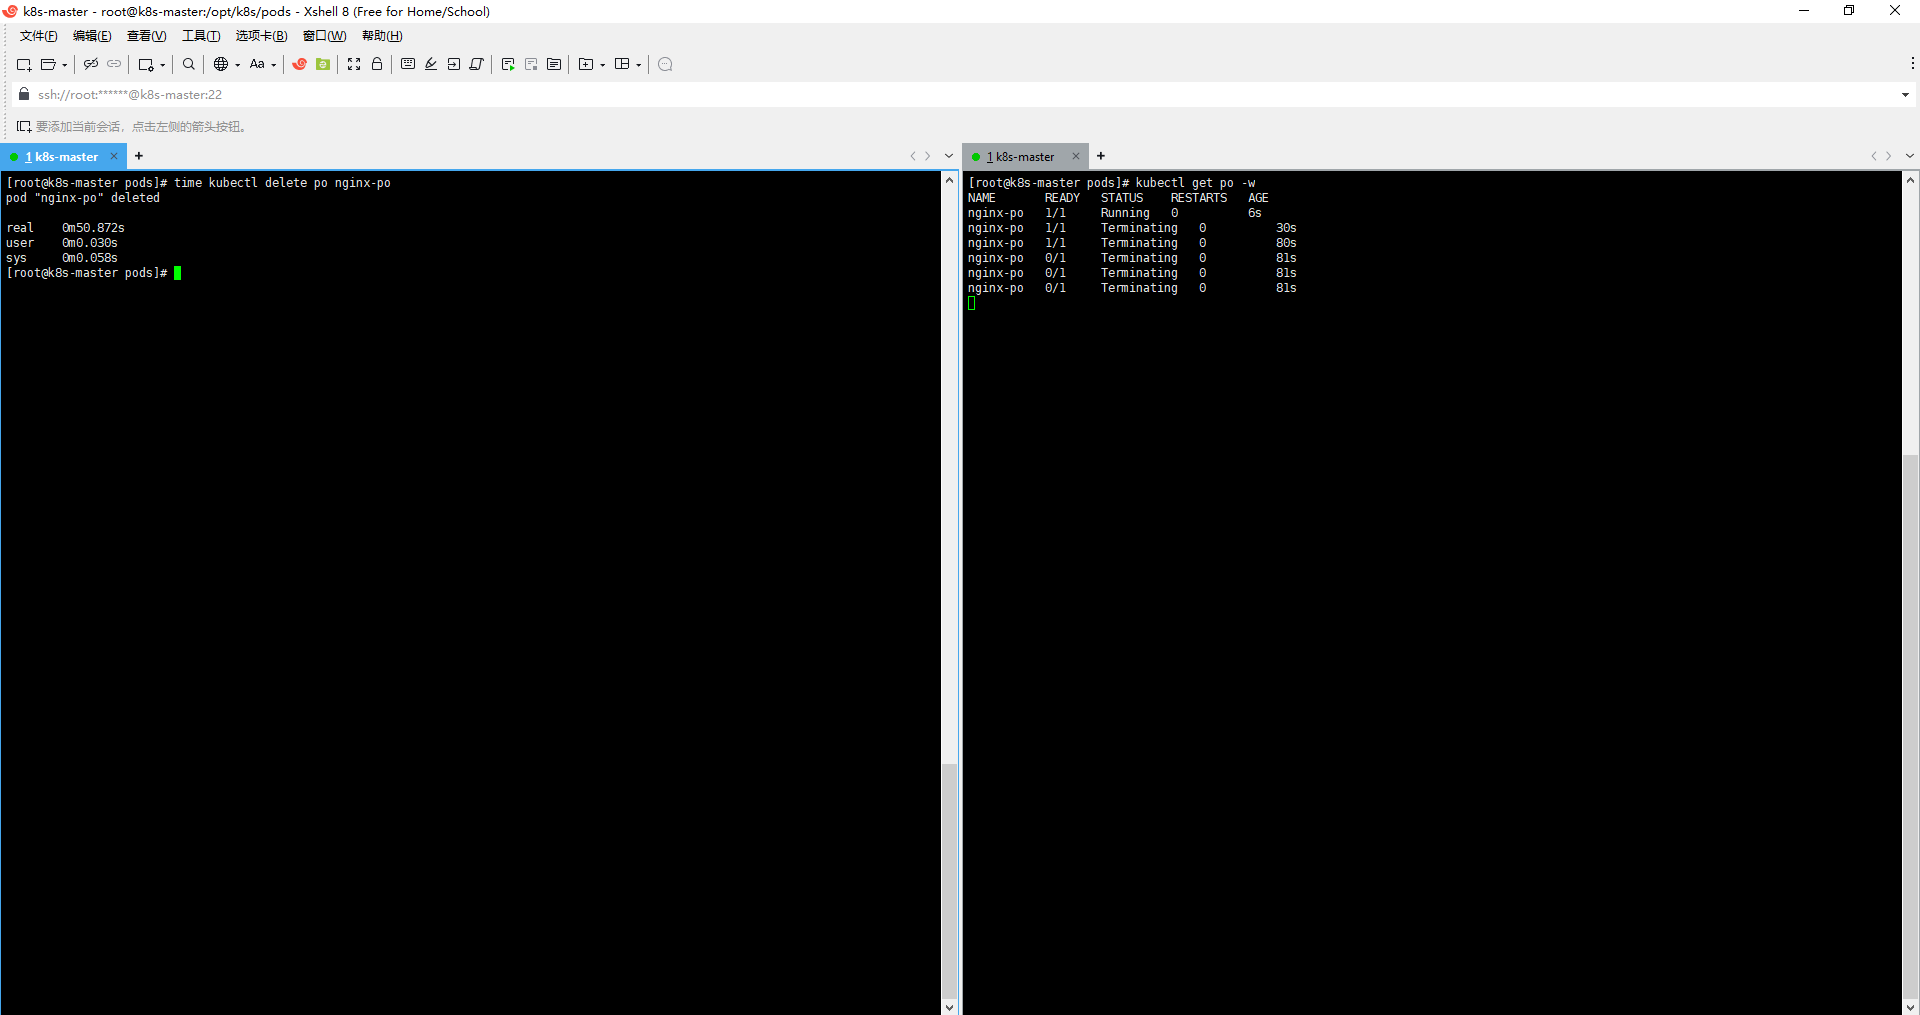 k8s-master - root@k8s-master:/opt/k8s/pods - Xshell 8 (Free for Home/School)
文件(F) 编辑(E) 查看(V) 工具(T) 选项卡(B) 窗口(W) 帮助(H)
Aa
ssh://root:******@k8s-master:22
要添加当前会话，点击左侧的箭头按钮。
1 k8s-master
[root@k8s-master pods]# time kubectl delete po nginx-po
pod "nginx-po" deleted
real 0m50.872s
user 0m0.030s
sys 0m0.058s
[root@k8s-master pods]#
1 k8s-master
[root@k8s-master pods]# kubectl get po -w
NAME READY STATUS RESTARTS AGE
nginx-po 1/1 Running 0 6s
nginx-po 1/1 Terminating 0 30s
nginx-po 1/1 Terminating 0 80s
nginx-po 0/1 Terminating 0 81s
nginx-po 0/1 Terminating 0 81s
nginx-po 0/1 Terminating 0 81s